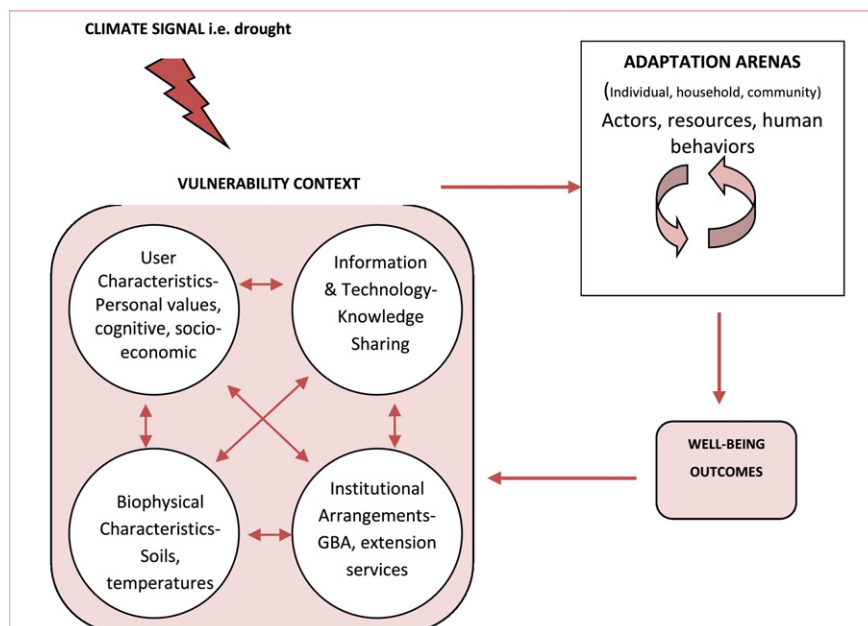 CLIMATE SIGNAL i.e. drought
ADAPTATION ARENAS
(Individual, household, community)
Actors, resources, human
behaviors
VULNERABILITY CONTEXT
User
Characteristics-
Personal values,
cognitive, socio-
economic
Information
& Technology-
Knowledge
Sharing
Biophysical
Characteristics-
Soils,
temperatures
Institutional
Arrangements-
GBA, extension
services
WELL-BEING
OUTCOMES